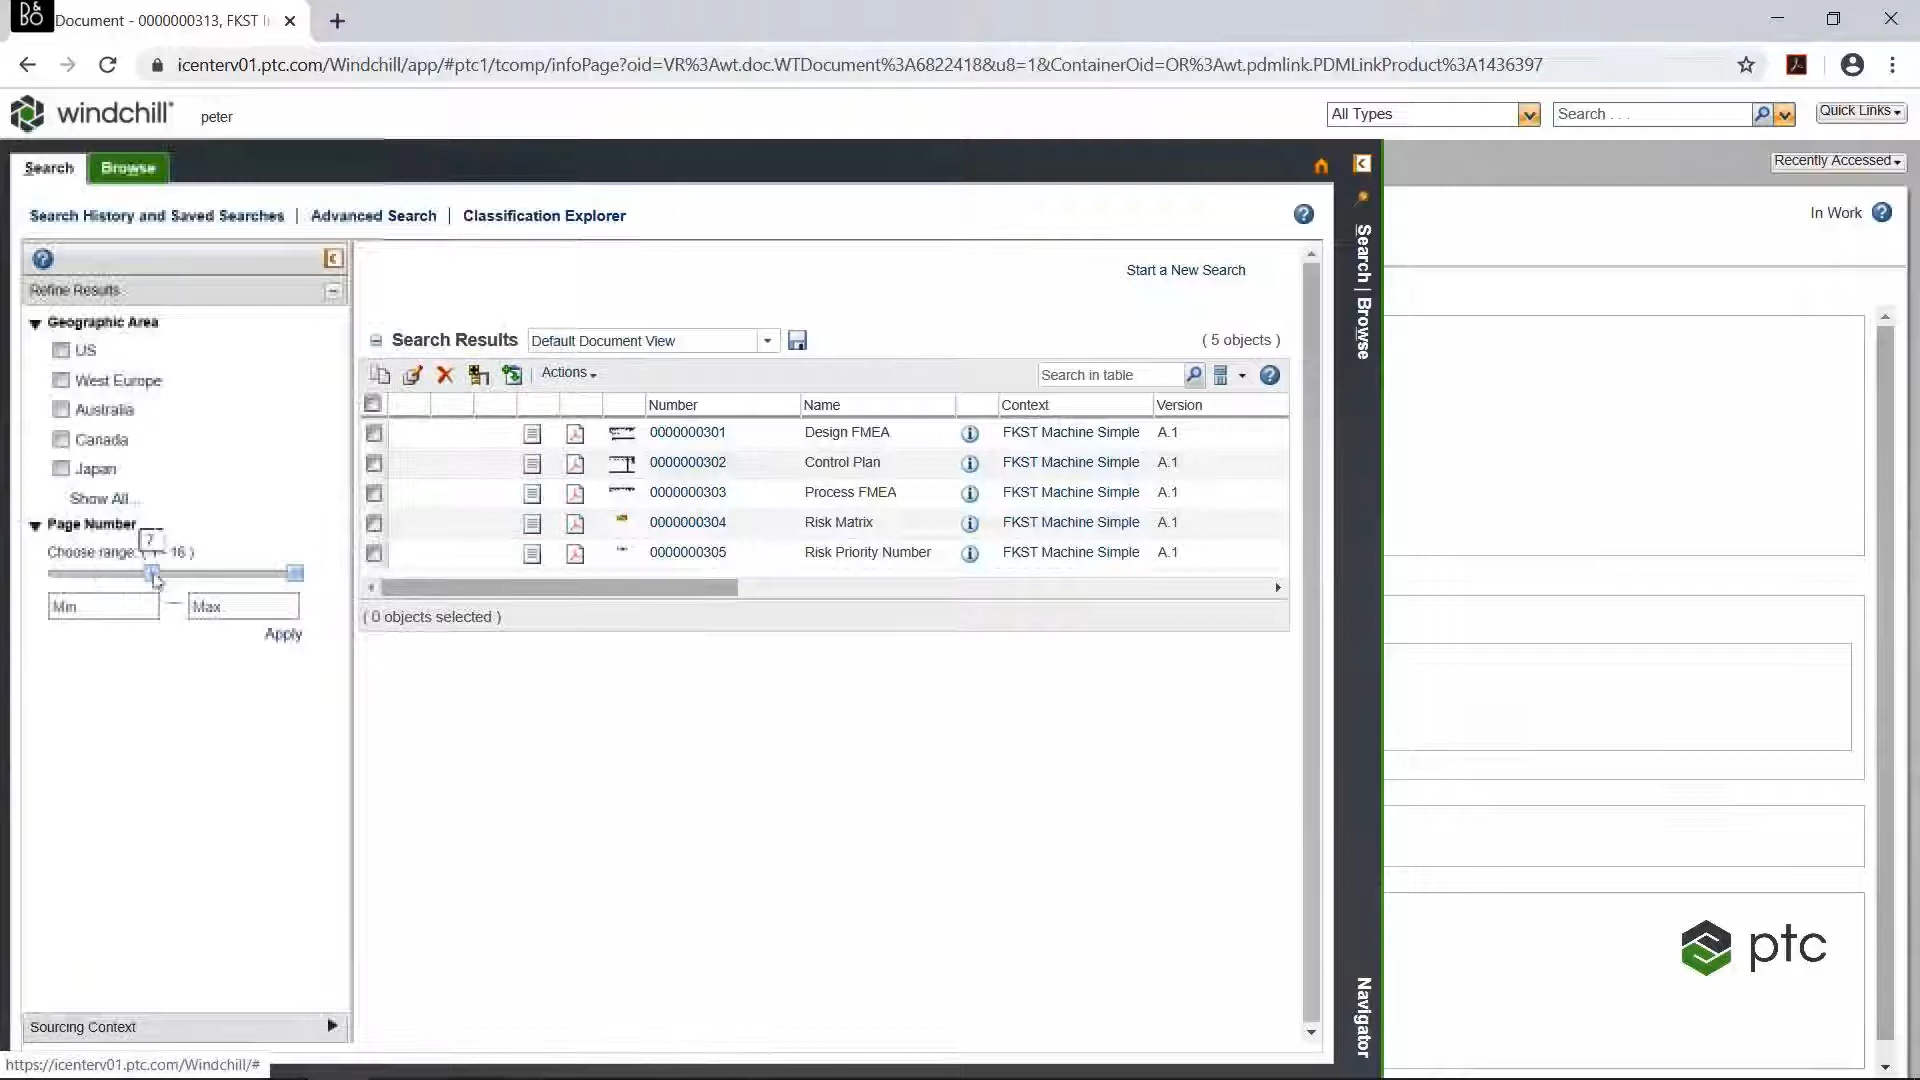 B&O
Document - 0000000313, FKST I
icenterv01.ptc.com/Windchill/app/#ptc1/tcomp/infoPage?oid=VR%3Awt.doc.WTDocument%3A6822418&u8=1&ContainerOid=OR%3Awt.pdmlink.PDMLinkProduct%3A1436397
windchill peter
All Types
Search . . .
Quick Links
Search Browse
Recently Accessed
Search History and Saved Searches | Advanced Search | Classification Explorer
In Work
Search | Browse
Refine Results
Start a New Search
Geographic Area
US
West Europe
Australia
Canada
Japan
Show All...
Page Number
7
Choose range: ( 16 )
Min Max
Apply
Search Results Default Document View ( 5 objects )
Actions Search in table
Number Name Context Version
0000000301 Design FMEA FKST Machine Simple A.1
0000000302 Control Plan FKST Machine Simple A.1
0000000303 Process FMEA FKST Machine Simple A.1
0000000304 Risk Matrix FKST Machine Simple A.1
0000000305 Risk Priority Number FKST Machine Simple A.1
( 0 objects selected )
ptc
Navigator
Sourcing Context
https://icenterv01.ptc.com/Windchill/#